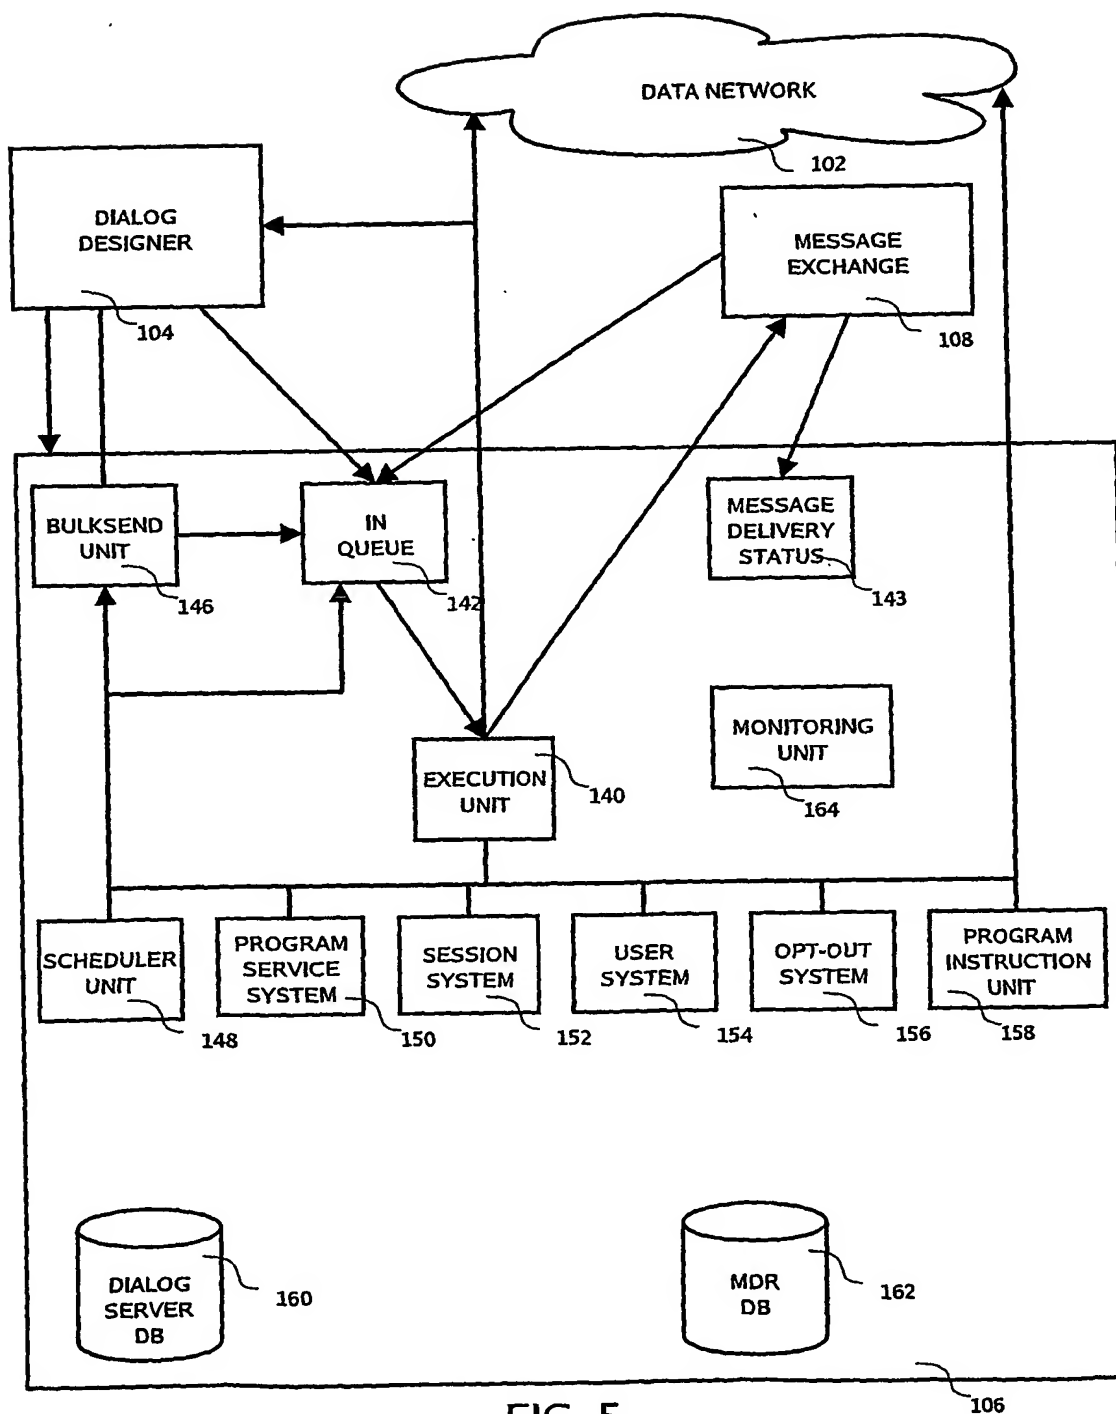 DATA NETWORK
102
DIALOG
DESIGNER
104
MESSAGE
EXCHANGE
108
BULKSEND
UNIT
146
IN
QUEUE
142
MESSAGE
DELIVERY
STATUS
143
EXECUTION
UNIT
140
MONITORING
UNIT
164
SCHEDULER
UNIT
148
PROGRAM
SERVICE
SYSTEM
150
SESSION
SYSTEM
152
USER
SYSTEM
154
OPT-OUT
SYSTEM
156
PROGRAM
INSTRUCTION
UNIT
158
DIALOG
SERVER
DB
160
MDR
DB
162
106
FIG. 5